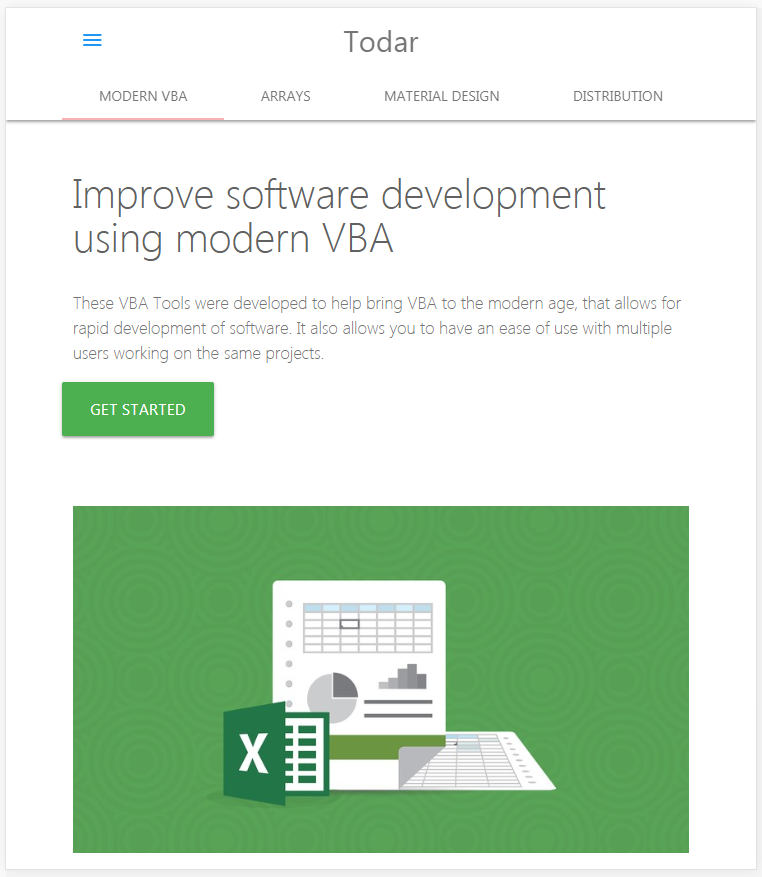 Todar
MODERN VBA ARRAYS MATERIAL DESIGN DISTRIBUTION
Improve software development
using modern VBA
These VBA Tools were developed to help bring VBA to the modern age, that allows for
rapid development of software. It also allows you to have an ease of use with multiple
users working on the same projects.
GET STARTED
X